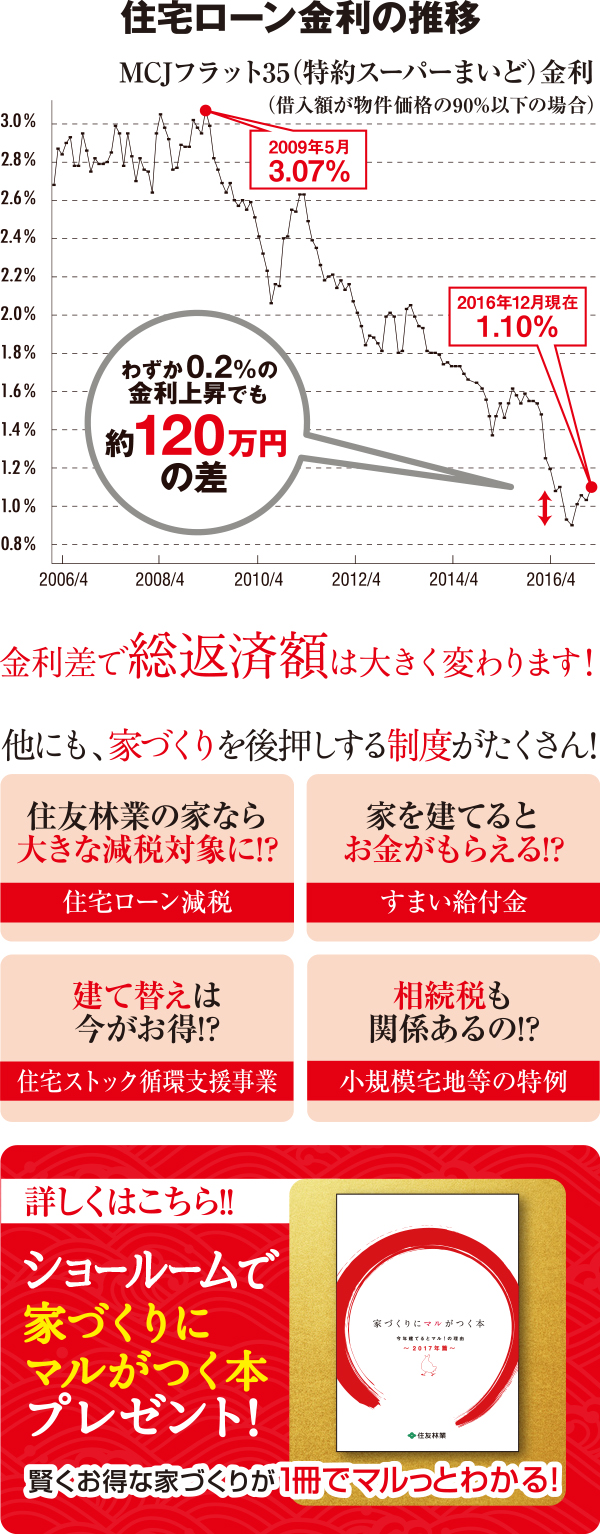 住宅ローン金利の推移
MCJフラット35（特約スーパーまいど）金利
（借入額が物件価格の90%以下の場合）
3.0%
2.8%
2.6%
2.4%
2.2%
2.0%
1.8%
1.6%
1.4%
1.2%
1.0%
0.8%
2009年5月
3.07%
2016年12月現在
1.10%
わずか0.2%の
金利上昇でも
約120万円
の差
2006/4 2008/4 2010/4 2012/4 2014/4 2016/4
金利差で総返済額は大きく変わります！
他にも、家づくりを後押しする制度がたくさん！
住友林業の家なら
大きな減税対象に!?
住宅ローン減税
家を建てると
お金がもらえる!?
すまい給付金
建て替えは
今がお得!?
住宅ストック循環支援事業
相続税も
関係あるの!?
小規模宅地等の特例
詳しくはこちら!!
ショールームで
家づくりに
マルがつく本
プレゼント！
家づくりにマルがつく本
今年建てるとマル！の理由
～2017年篇～
住友林業
賢くお得な家づくりが1冊でマルっとわかる！